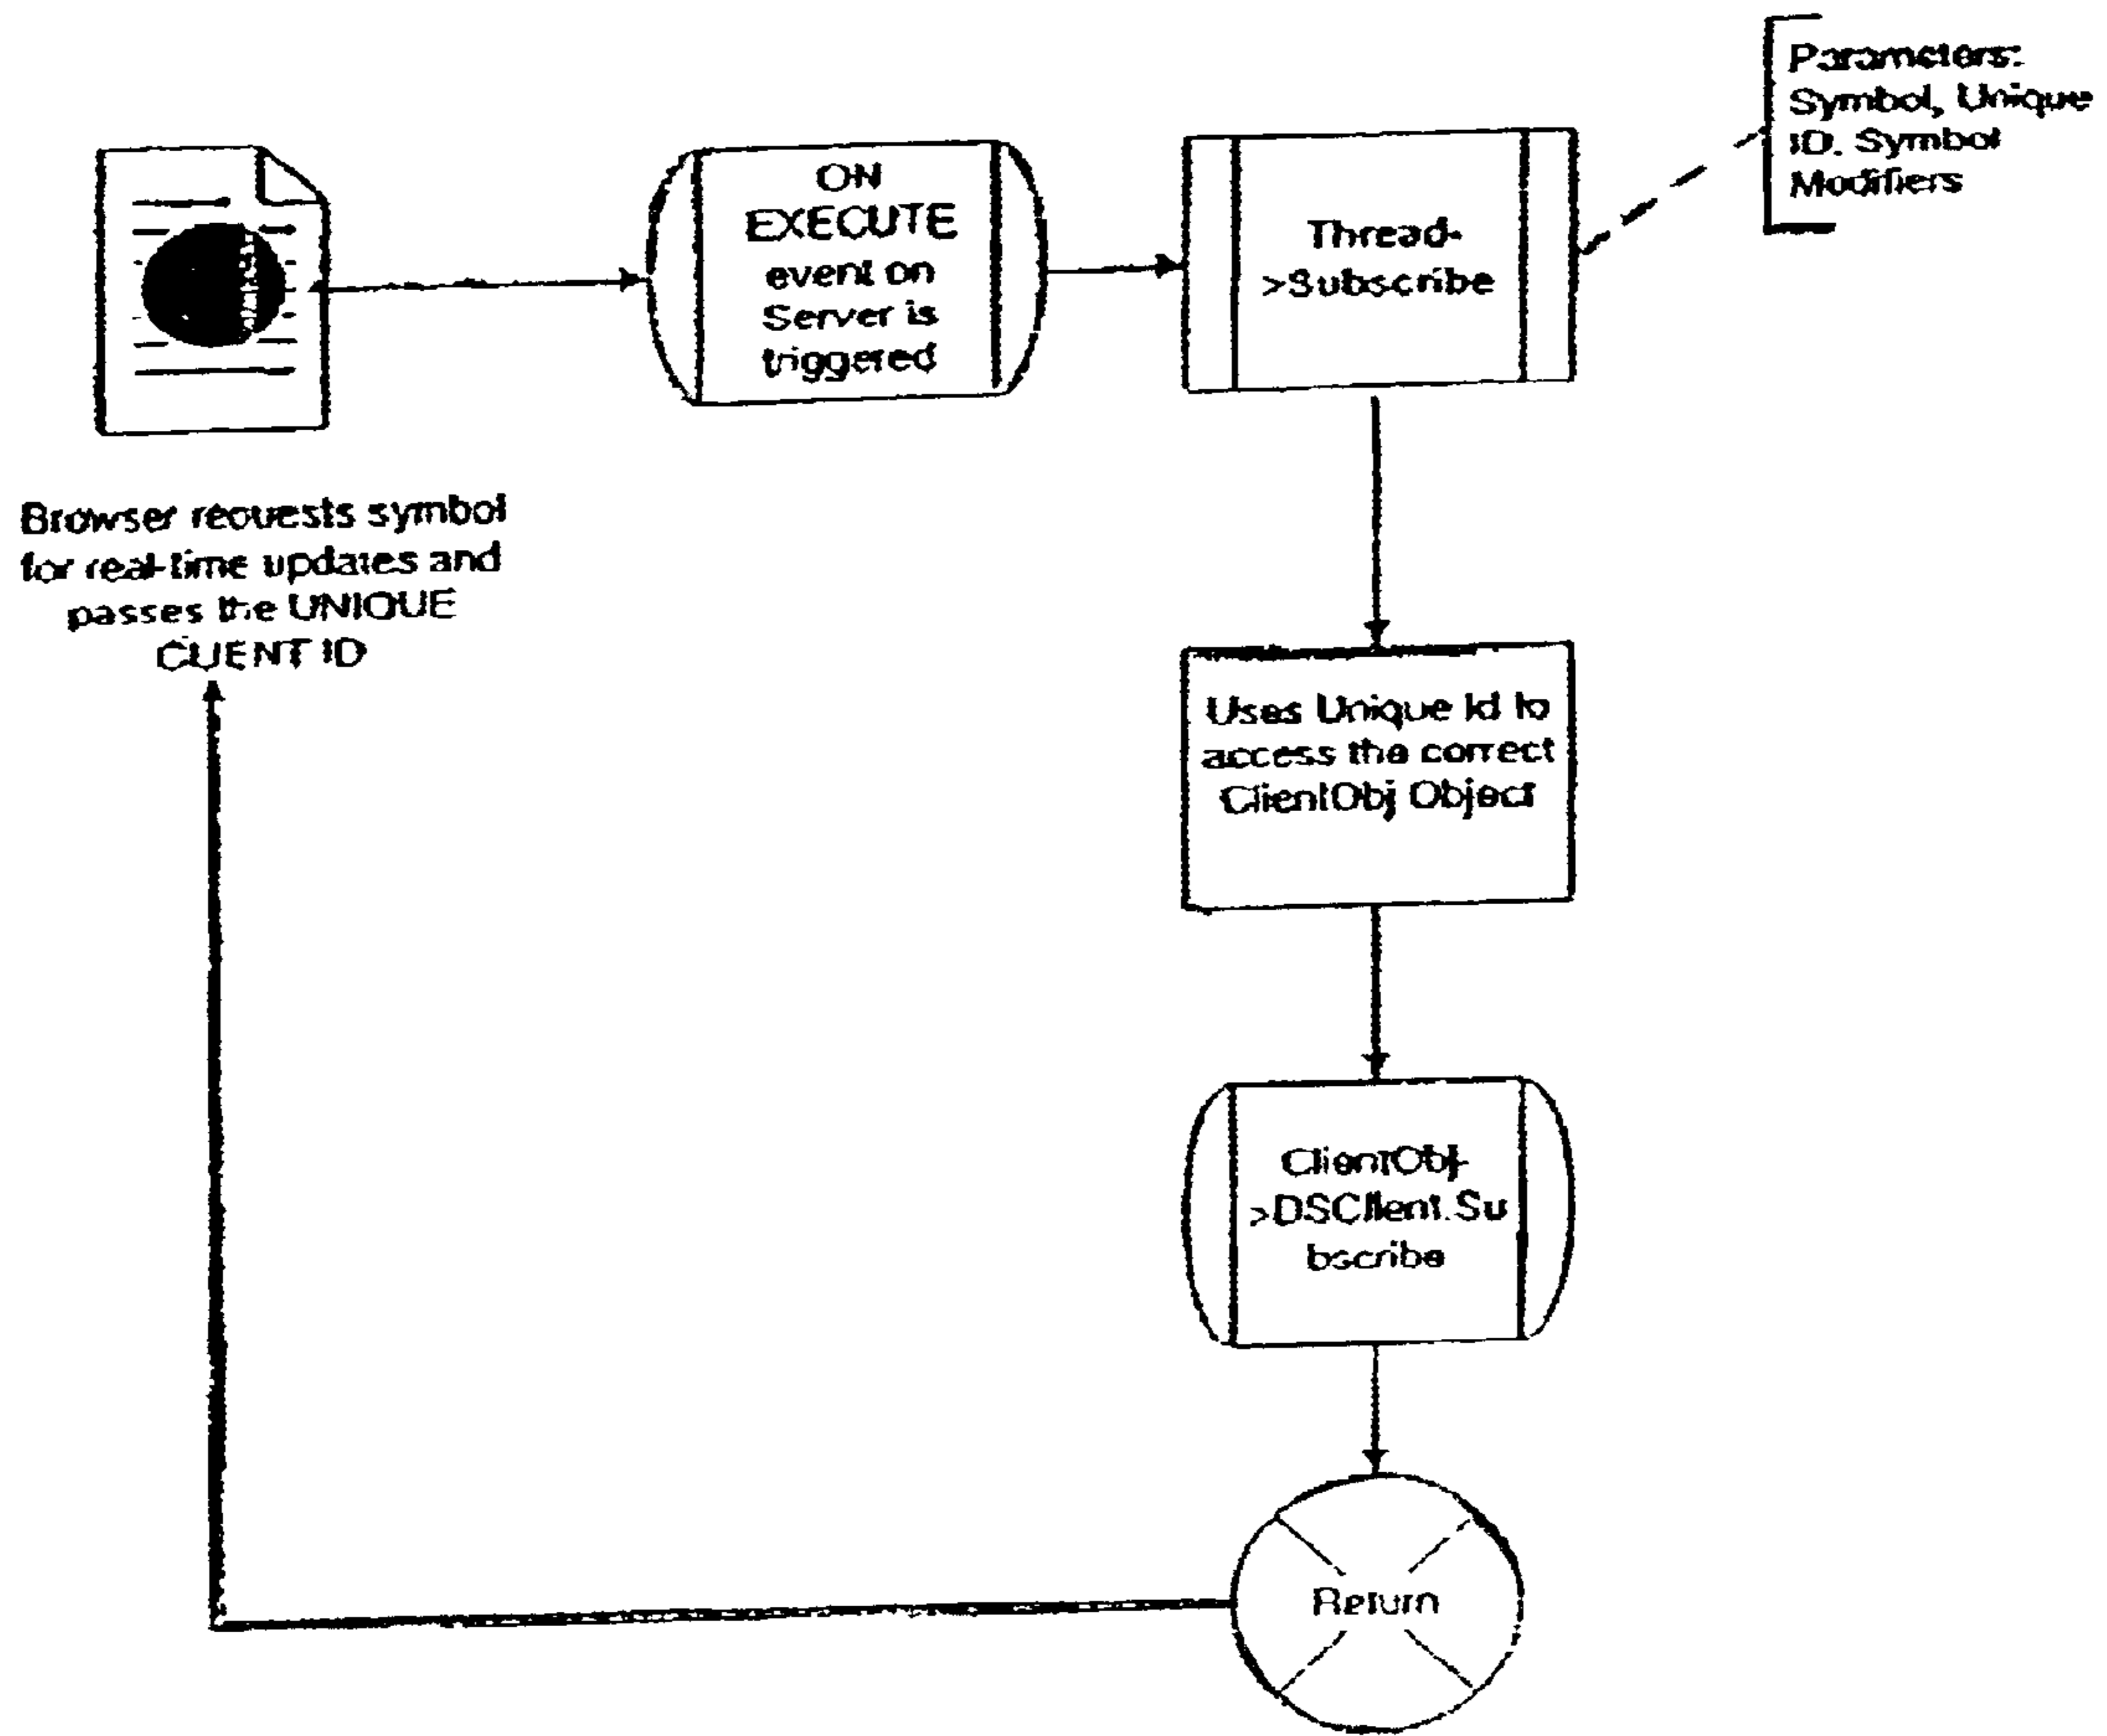 Parameters:
Symbol, Unique
ID, Symbol
Modifiers
ON
EXECUTE
event on
Server is
triggered
Thread-
>Subscribe
Browser requests symbol
for real-time updates and
passes the UNIQUE
CLIENT ID
Uses Unique Id to
access the correct
ClientObj Object
ClientObj-
>DSClient.Su
bscribe
Return